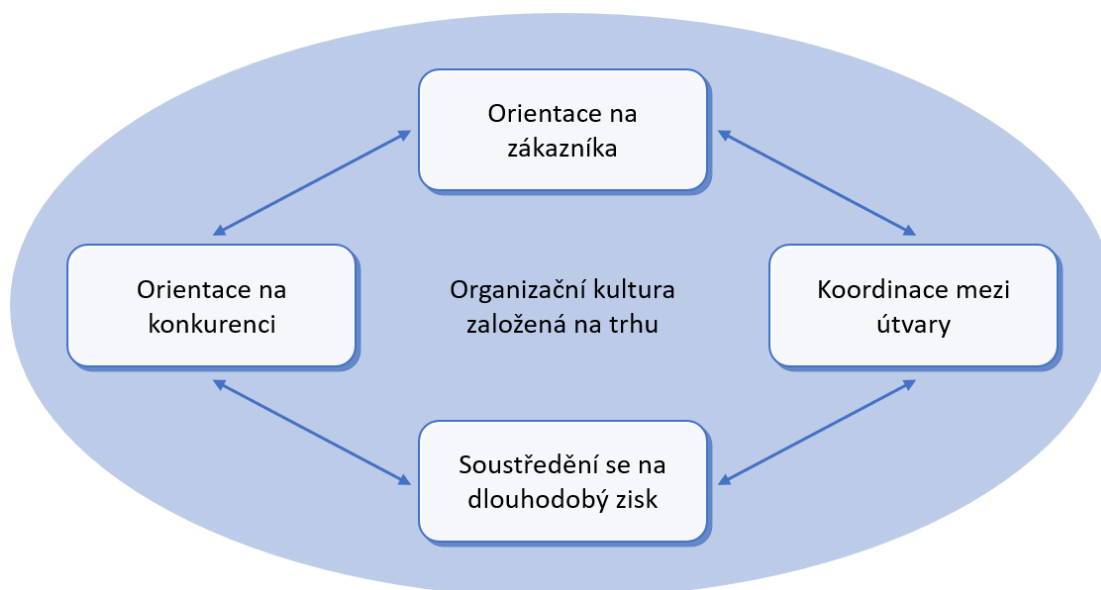 Orientace na
zákazníka
Orientace na
konkurenci
Organizační kultura
založená na trhu
Koordinace mezi
útvary
Soustředění se na
dlouhodobý zisk